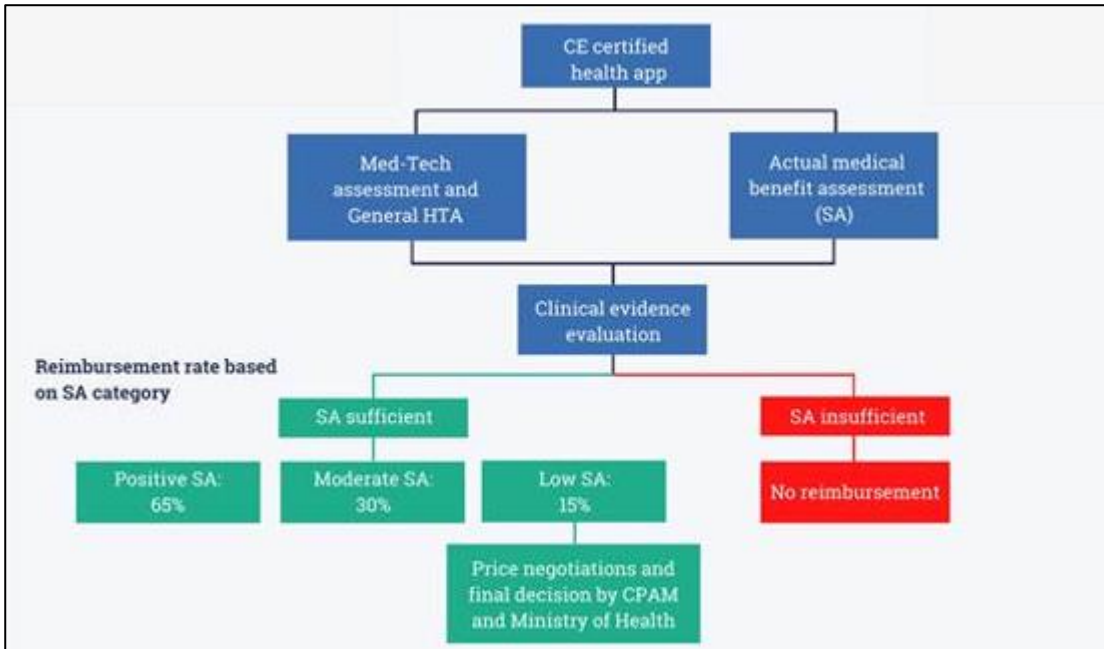 CE certified
health app
Med-Tech
assessment and
General HTA
Actual medical
benefit assessment
(SA)
Clinical evidence
evaluation
Reimbursement rate based
on SA category
SA sufficient
SA insufficient
Positive SA:
65%
Moderate SA:
30%
Low SA:
15%
No reimbursement
Price negotiations and
final decision by CPAM
and Ministry of Health